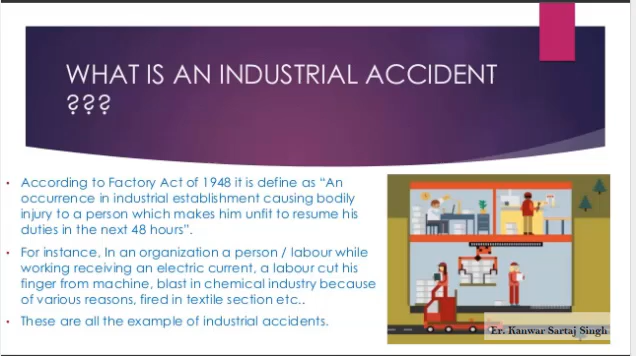 WHAT IS AN INDUSTRIAL ACCIDENT
???
• According to Factory Act of 1948 it is define as “An
occurrence in industrial establishment causing bodily
injury to a person which makes him unfit to resume his
duties in the next 48 hours”.
• For instance, In an organization a person / labour while
working receiving an electric current, a labour cut his
finger from machine, blast in chemical industry because
of various reasons, fired in textile section etc..
• These are all the example of industrial accidents.
Er. Kanwar Sartaj Singh